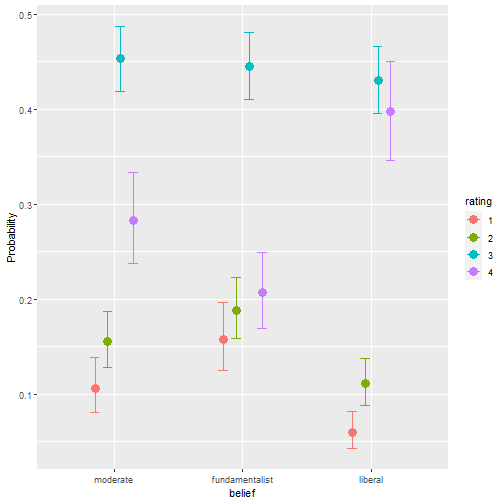 0.5
0.4
0.3
0.2
0.1
Probability
moderate
fundamentalist
liberal
belief
rating
1
2
3
4